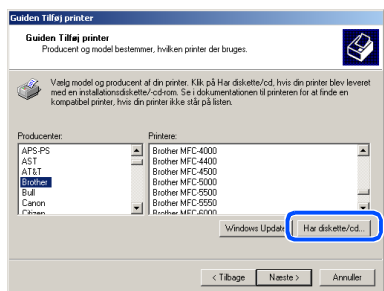 Guiden Tilføj printer
Guiden Tilføj printer
Producent og model bestemmer, hvilken printer der bruges.
Vælg model og producent af din printer. Klik på Har diskette/cd, hvis din printer blev leveret
med en installationsdiskette/-cd-rom. Se i dokumentationen til printeren for at finde en
kompatibel printer, hvis din printer ikke står på listen.
Producenter:
Printere:
APS-PS
AST
AT&T
Brother
Bull
Canon
Citizen
Brother MFC-4000
Brother MFC-4400
Brother MFC-4500
Brother MFC-5000
Brother MFC-5500
Brother MFC-5550
Brother MFC-6000
Windows Update
Har diskette/cd...
< Tilbage
Næste >
Annuller